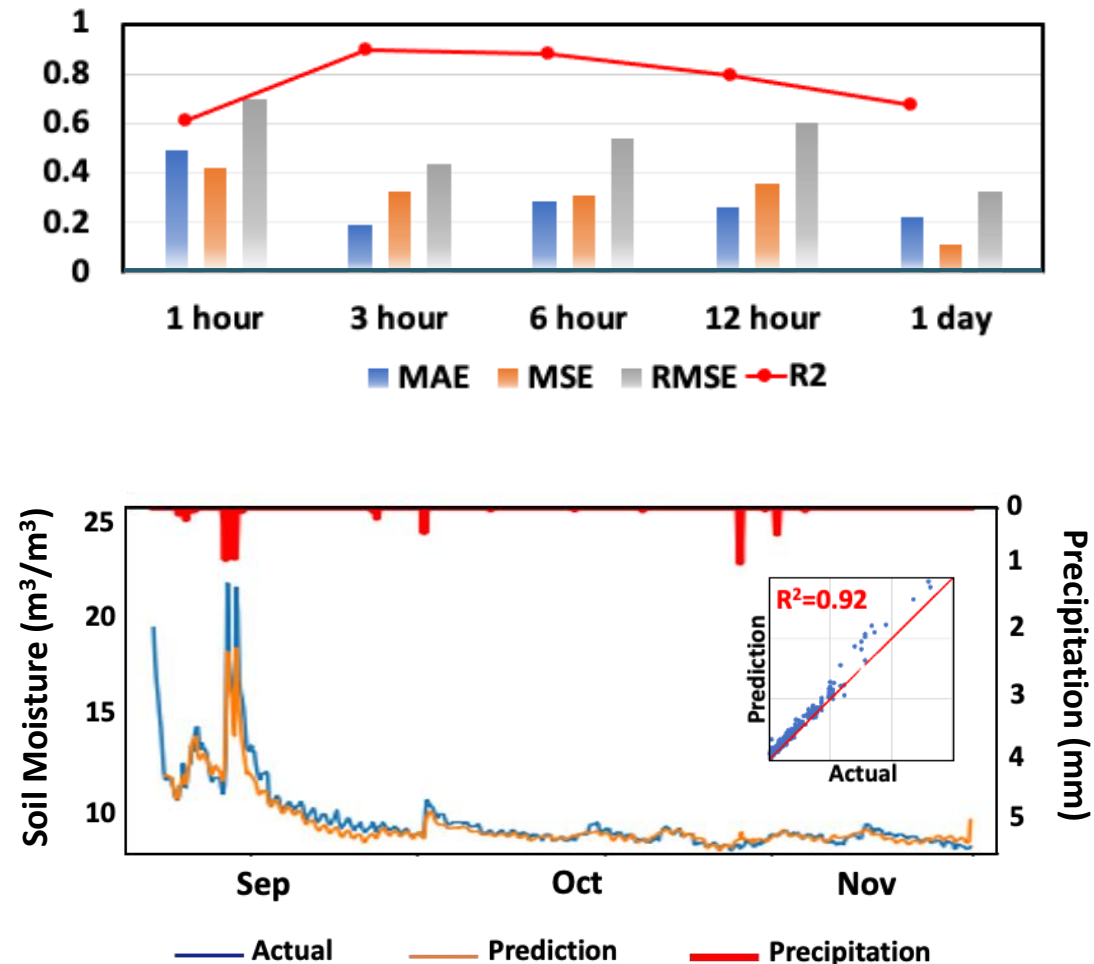 1
0.8
0.6
0.4
0.2
0
1 hour 3 hour 6 hour 12 hour 1 day
MAE MSE RMSE R2
Soil Moisture (m³/m³)
25
20
15
10
0
1
2
3
4
5
Precipitation (mm)
R²=0.92
Prediction
Actual
Sep Oct Nov
Actual Prediction Precipitation